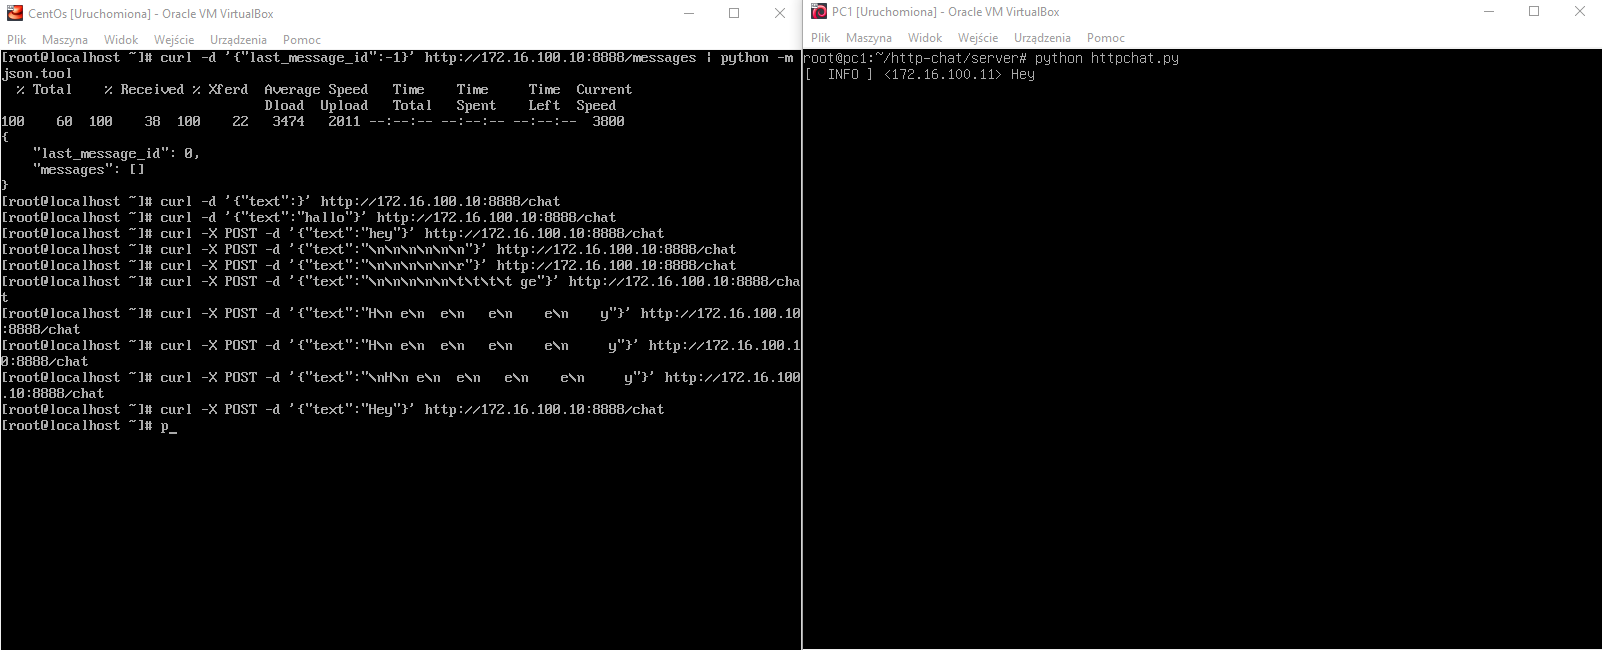 CentOs [Uruchomiona] - Oracle VM VirtualBox
Plik Maszyna Widok Wejście Urządzenia Pomoc
[root@localhost ~]# curl -d '{"last_message_id":-1}' http://172.16.100.10:8888/messages | python -m
json.tool
  % Total    % Received % Xferd  Average Speed   Time    Time     Time  Current
                                 Dload  Upload   Total   Spent    Left  Speed
100    60  100    38  100    22   3474   2011 --:--:-- --:--:-- --:--:--  3800
{
    "last_message_id": 0,
    "messages": []
}
[root@localhost ~]# curl -d '{"text":}' http://172.16.100.10:8888/chat
[root@localhost ~]# curl -d '{"text":"hallo"}' http://172.16.100.10:8888/chat
[root@localhost ~]# curl -X POST -d '{"text":"hey"}' http://172.16.100.10:8888/chat
[root@localhost ~]# curl -X POST -d '{"text":"\n\n\n\n\n\n"}' http://172.16.100.10:8888/chat
[root@localhost ~]# curl -X POST -d '{"text":"\n\n\n\n\n\r"}' http://172.16.100.10:8888/chat
[root@localhost ~]# curl -X POST -d '{"text":"\n\n\n\n\n\t\t\t\t ge"}' http://172.16.100.10:8888/cha
t
[root@localhost ~]# curl -X POST -d '{"text":"H\n e\n  e\n   e\n    e\n    y"}' http://172.16.100.10
:8888/chat
[root@localhost ~]# curl -X POST -d '{"text":"H\n e\n  e\n   e\n    e\n     y"}' http://172.16.100.1
0:8888/chat
[root@localhost ~]# curl -X POST -d '{"text":"\nH\n e\n  e\n   e\n    e\n     y"}' http://172.16.100
.10:8888/chat
[root@localhost ~]# curl -X POST -d '{"text":"Hey"}' http://172.16.100.10:8888/chat
[root@localhost ~]# p_
PC1 [Uruchomiona] - Oracle VM VirtualBox
Plik Maszyna Widok Wejście Urządzenia Pomoc
root@pc1:~/http-chat/server# python httpchat.py
[  INFO ] <172.16.100.11> Hey